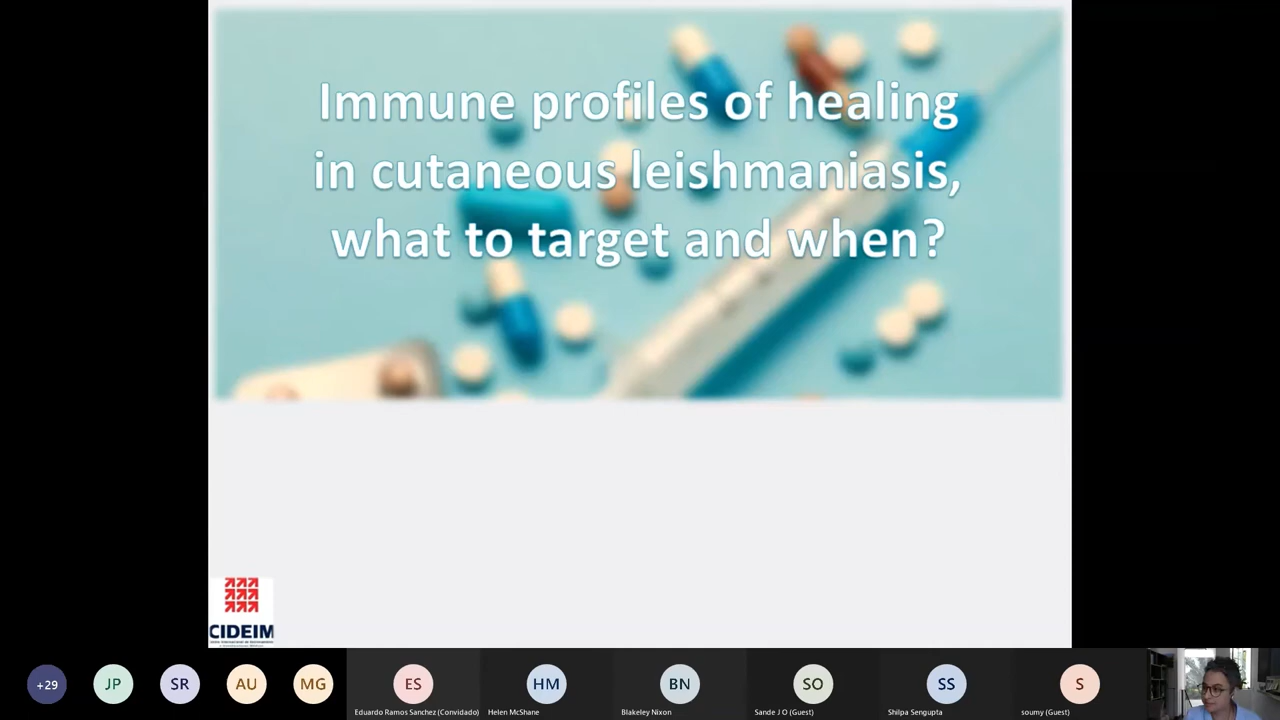 Immune profiles of healing
in cutaneous leishmaniasis,
what to target and when?
CIDEIM
+29
JP
SR
AU
MG
ES
HM
BN
SO
SS
S
Eduardo Ramos Sanchez (Convidado)
Helen McShane
Blakeley Nixon
Sande J O (Guest)
Shilpa Sengupta
soumy (Guest)